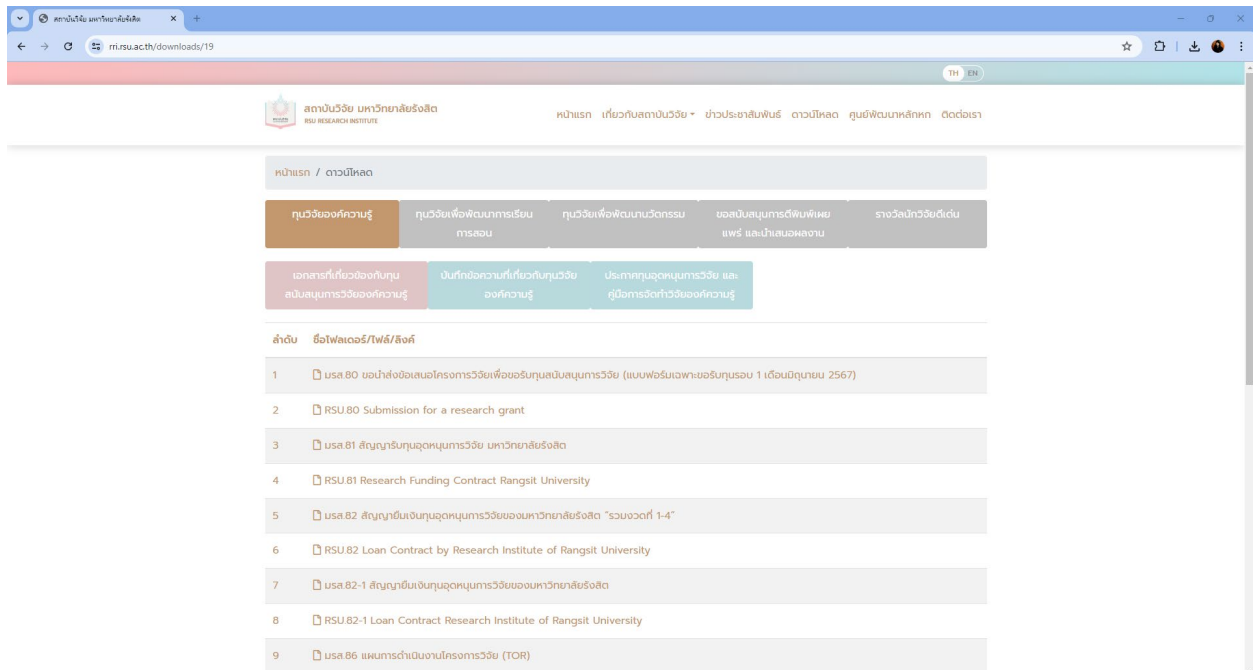 สถาบันวิจัย มหาวิทยาลัยรังสิต
rri.rsu.ac.th/downloads/19
TH EN
สถาบันวิจัย มหาวิทยาลัยรังสิต
RSU RESEARCH INSTITUTE
หน้าแรก เกี่ยวกับสถาบันวิจัย ข่าวประชาสัมพันธ์ ดาวน์โหลด ศูนย์พัฒนาหลักหก ติดต่อเรา
หน้าแรก / ดาวน์โหลด
ทุนวิจัยองค์ความรู้
ทุนวิจัยเพื่อพัฒนาการเรียน
การสอน
ทุนวิจัยเพื่อพัฒนานวัตกรรม
ขอสนับสนุนการตีพิมพ์เผย
แพร่ และนำเสนอผลงาน
รางวัลนักวิจัยดีเด่น
เอกสารที่เกี่ยวข้องกับทุน
สนับสนุนการวิจัยองค์ความรู้
บันทึกข้อความที่เกี่ยวกับทุนวิจัย
องค์ความรู้
ประกาศทุนอุดหนุนการวิจัย และ
คู่มือการจัดทำวิจัยองค์ความรู้
ลำดับ ชื่อโฟลเดอร์/ไฟล์/ลิงค์
1 มรส.80 ขอนำส่งข้อเสนอโครงการวิจัยเพื่อขอรับทุนสนับสนุนการวิจัย (แบบฟอร์มเฉพาะขอรับทุนรอบ 1 เดือนมิถุนายน 2567)
2 RSU.80 Submission for a research grant
3 มรส.81 สัญญารับทุนอุดหนุนการวิจัย มหาวิทยาลัยรังสิต
4 RSU.81 Research Funding Contract Rangsit University
5 มรส.82 สัญญายืมเงินทุนอุดหนุนการวิจัยของมหาวิทยาลัยรังสิต "รวมงวดที่ 1-4"
6 RSU.82 Loan Contract by Research Institute of Rangsit University
7 มรส.82-1 สัญญายืมเงินทุนอุดหนุนการวิจัยของมหาวิทยาลัยรังสิต
8 RSU.82-1 Loan Contract Research Institute of Rangsit University
9 มรส.86 แผนการดำเนินงานโครงการวิจัย (TOR)